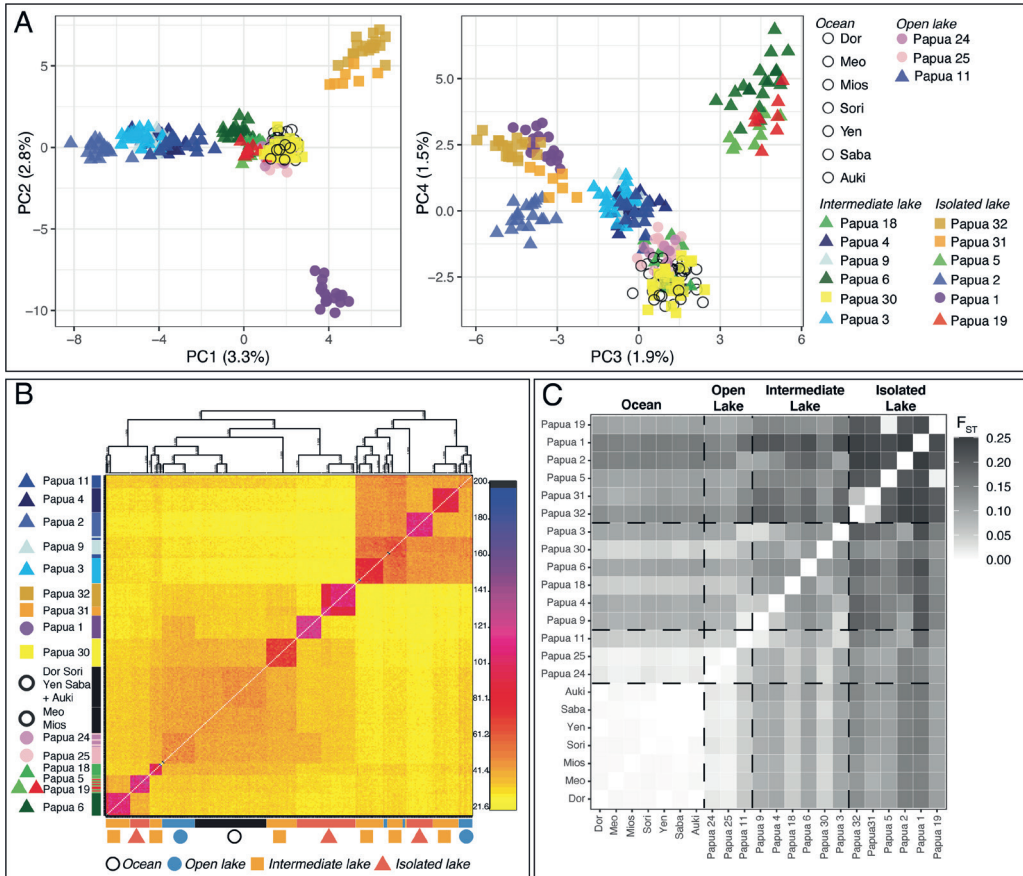 A
PC2 (2.8%)
5
0
-5
-10
-8
-4
0
4
PC1 (3.3%)
PC4 (1.5%)
5.0
2.5
0.0
-2.5
-6
-3
0
3
6
PC3 (1.9%)
Ocean
Dor
Meo
Mios
Sori
Yen
Saba
Auki
Open lake
Papua 24
Papua 25
Papua 11
Intermediate lake
Papua 18
Papua 4
Papua 9
Papua 6
Papua 30
Papua 3
Isolated lake
Papua 32
Papua 31
Papua 5
Papua 2
Papua 1
Papua 19
B
Papua 11
Papua 4
Papua 2
Papua 9
Papua 3
Papua 32
Papua 31
Papua 1
Papua 30
Dor Sori
Yen Saba
+ Auki
Meo
Mios
Papua 24
Papua 25
Papua 18
Papua 5
Papua 19
Papua 6
200.
180.
160.
141.
121.
101.
81.1
61.2
41.4
21.6
Ocean Open lake Intermediate lake Isolated lake
C
Ocean
Open
Lake
Intermediate
Lake
Isolated
Lake
Papua 19
Papua 1
Papua 2
Papua 5
Papua 31
Papua 32
Papua 3
Papua 30
Papua 6
Papua 18
Papua 4
Papua 9
Papua 11
Papua 25
Papua 24
Auki
Saba
Yen
Sori
Mios
Meo
Dor
Dor
Meo
Mios
Sori
Yen
Saba
Auki
Papua 24
Papua 25
Papua 11
Papua 9
Papua 4
Papua 18
Papua 6
Papua 30
Papua 3
Papua 32
Papua31
Papua 5
Papua 2
Papua 1
Papua 19
FST
0.25
0.20
0.15
0.10
0.05
0.00